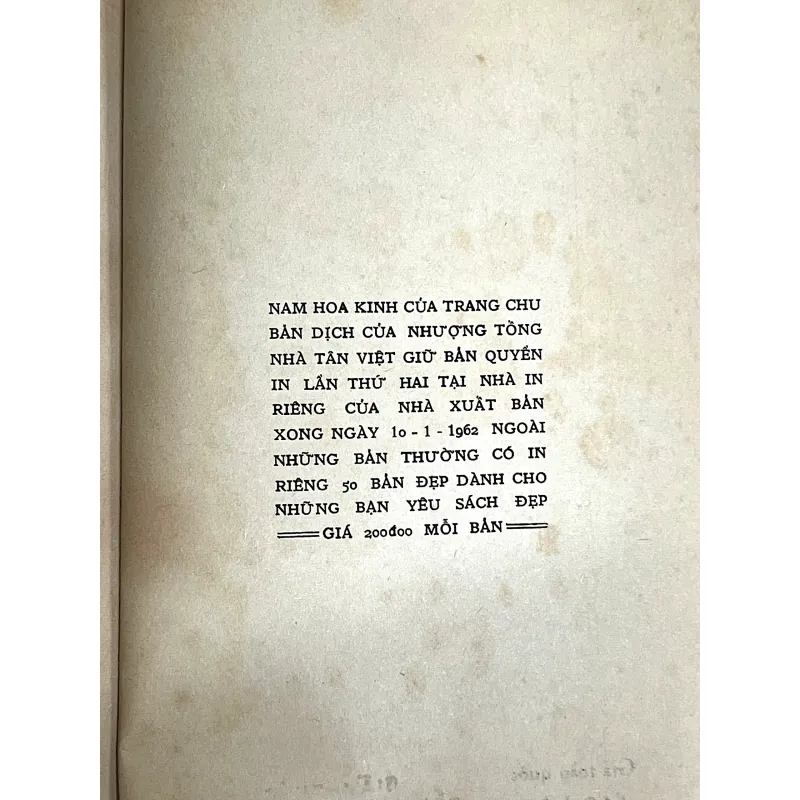 NAM HOA KINH CỦA TRANG CHU
BẢN DỊCH CỦA NHƯỢNG TỐNG
NHÀ TÂN VIỆT GIỮ BẢN QUYỀN
IN LẦN THỨ HAI TẠI NHÀ IN
RIÊNG CỦA NHÀ XUẤT BẢN
XONG NGÀY 10 - 1 - 1962 NGOÀI
NHỮNG BẢN THƯỜNG CÓ IN
RIÊNG 50 BẢN ĐẸP DÀNH CHO
NHỮNG BẠN YÊU SÁCH ĐẸP
GIÁ 200đ00 MỖI BẢN